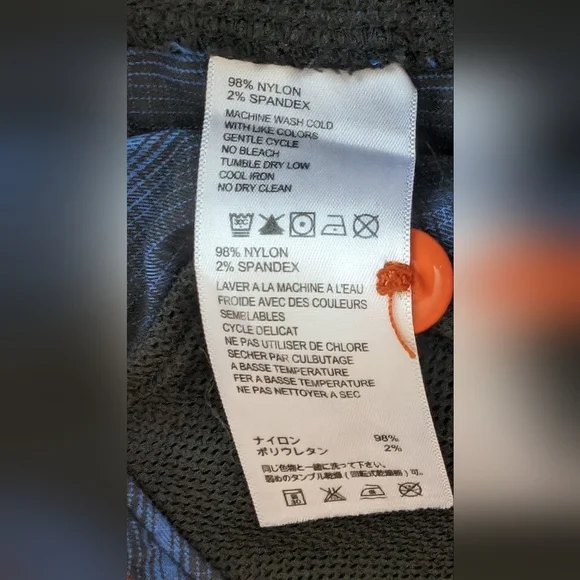 98% NYLON
2% SPANDEX
MACHINE WASH COLD
WITH LIKE COLORS
GENTLE CYCLE
NO BLEACH
TUMBLE DRY LOW
COOL IRON
NO DRY CLEAN
30C
98% NYLON
2% SPANDEX
LAVER A LA MACHINE A L'EAU
FROIDE AVEC DES COULEURS
SEMBLABLES
CYCLE DELICAT
NE PAS UTILISER DE CHLORE
SECHER PAR CULBUTAGE
A BASSE TEMPERATURE
FER A BASSE TEMPERATURE
NE PAS NETTOYER A SEC
ナイロン 98%
ポリウレタン 2%
同じ色物と一緒に洗って下さい。
弱めのタンブル乾燥(回転式乾燥機)可。